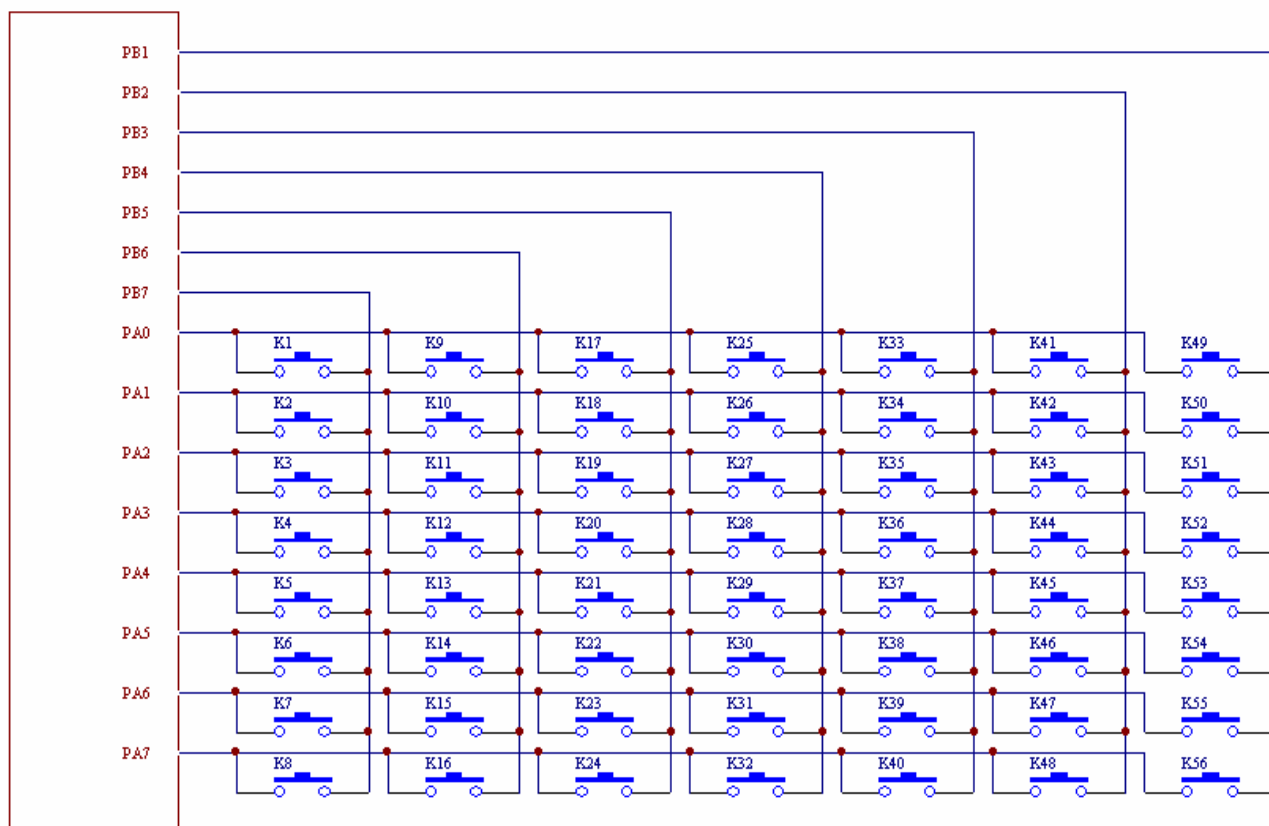 PB1
PB2
PB3
PB4
PB5
PB6
PB7
PA0
K1 K9 K17 K25 K33 K41 K49
PA1
K2 K10 K18 K26 K34 K42 K50
PA2
K3 K11 K19 K27 K35 K43 K51
PA3
K4 K12 K20 K28 K36 K44 K52
PA4
K5 K13 K21 K29 K37 K45 K53
PA5
K6 K14 K22 K30 K38 K46 K54
PA6
K7 K15 K23 K31 K39 K47 K55
PA7
K8 K16 K24 K32 K40 K48 K56